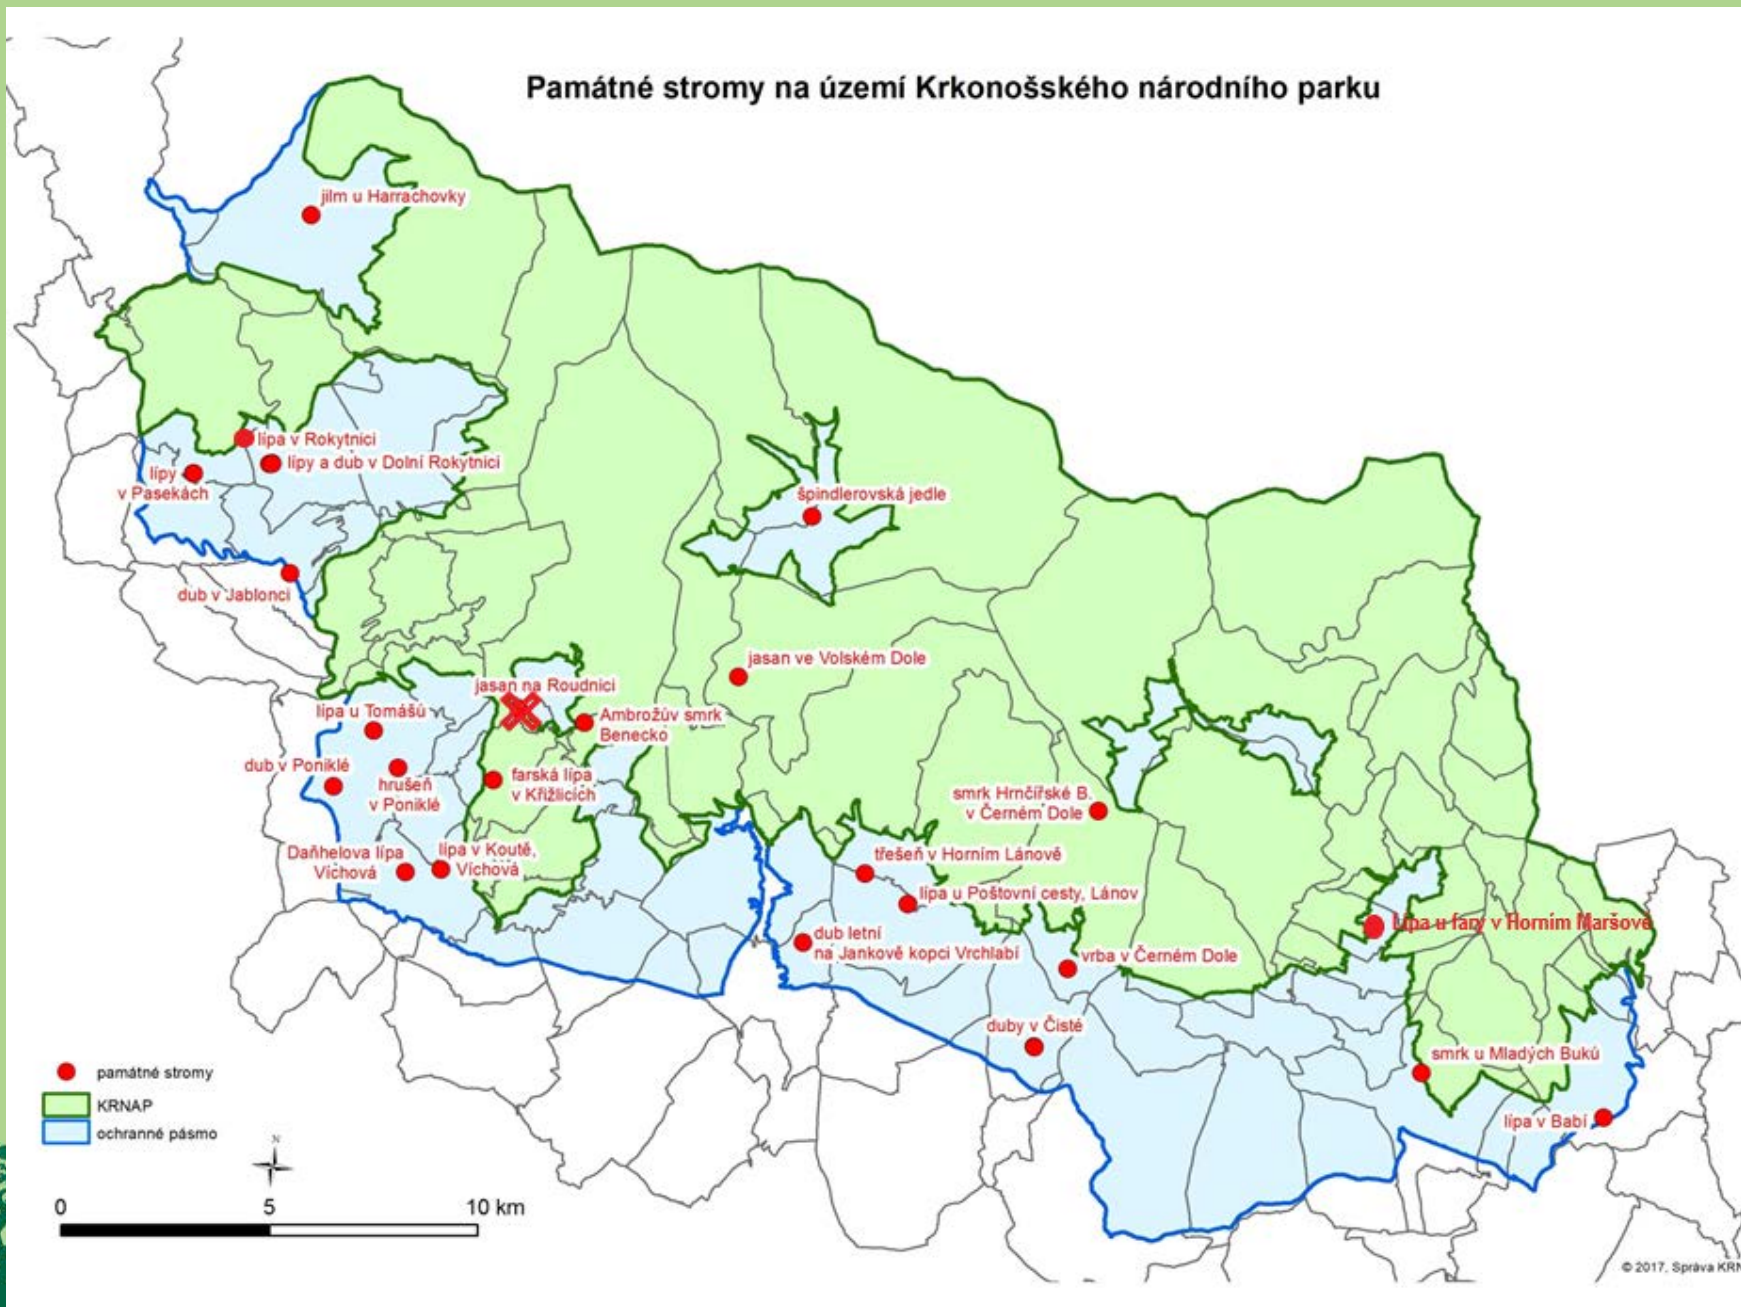 Památné stromy na území Krkonošského národního parku
jilm u Harrachovky
lípa v Rokytnici
lípy a dub v Dolní Rokytnici
lípy
v Pasekách
špindlerovská jedle
dub v Jablonci
jasan ve Volském Dole
jasan na Roudnici
lípa u Tomášů
Ambrožův smrk
Benecko
dub v Poniklé
hrušeň
v Poniklé
farská lípa
v Křížlicích
smrk Hrnčířské B.
v Černém Dole
Daňhelova lípa
Víchová
lípa v Koutě,
Víchová
třešeň v Horním Lánově
lípa u Poštovní cesty, Lánov
Lípa u fary v Horním Maršově
dub letní
na Jankově kopci Vrchlabí
vrba v Černém Dole
duby v Čisté
smrk u Mladých Buků
lípa v Babí
památné stromy
KRNAP
ochranné pásmo
N
0 5 10 km
© 2017, Správa KRN